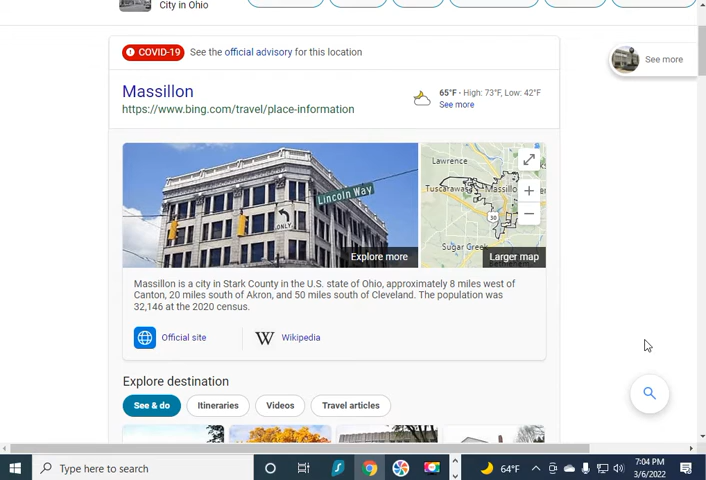 City in Ohio
COVID-19 See the official advisory for this location
See more
Massillon
https://www.bing.com/travel/place-information
65°F · High: 73°F, Low: 42°F
See more
Lincoln Way
ONLY
Explore more
Lawrence
Tuscarawas
Massillon
30
Sugar Creek
Larger map
Massillon is a city in Stark County in the U.S. state of Ohio, approximately 8 miles west of
Canton, 20 miles south of Akron, and 50 miles south of Cleveland. The population was
32,146 at the 2020 census.
Official site
W Wikipedia
Explore destination
See & do Itineraries Videos Travel articles
Type here to search
64°F
7:04 PM
3/6/2022